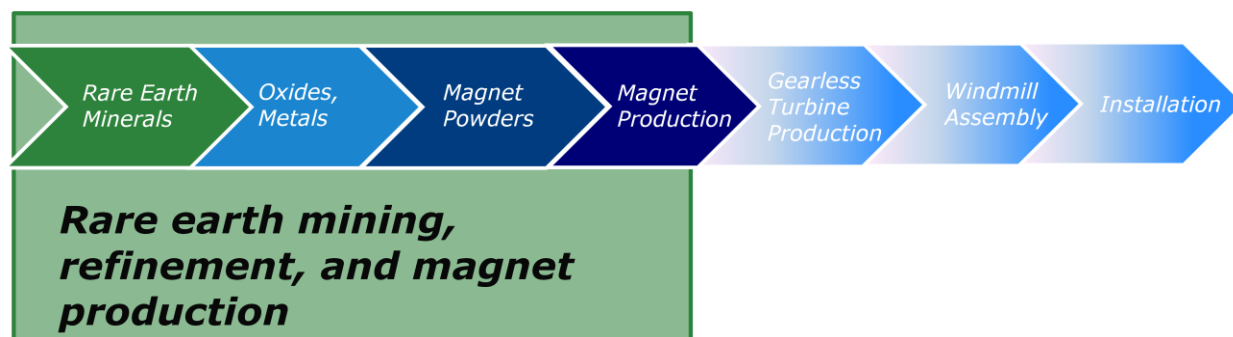 Rare Earth
Minerals
Oxides,
Metals
Magnet
Powders
Magnet
Production
Gearless
Turbine
Production
Windmill
Assembly
Installation
Rare earth mining,
refinement, and magnet
production